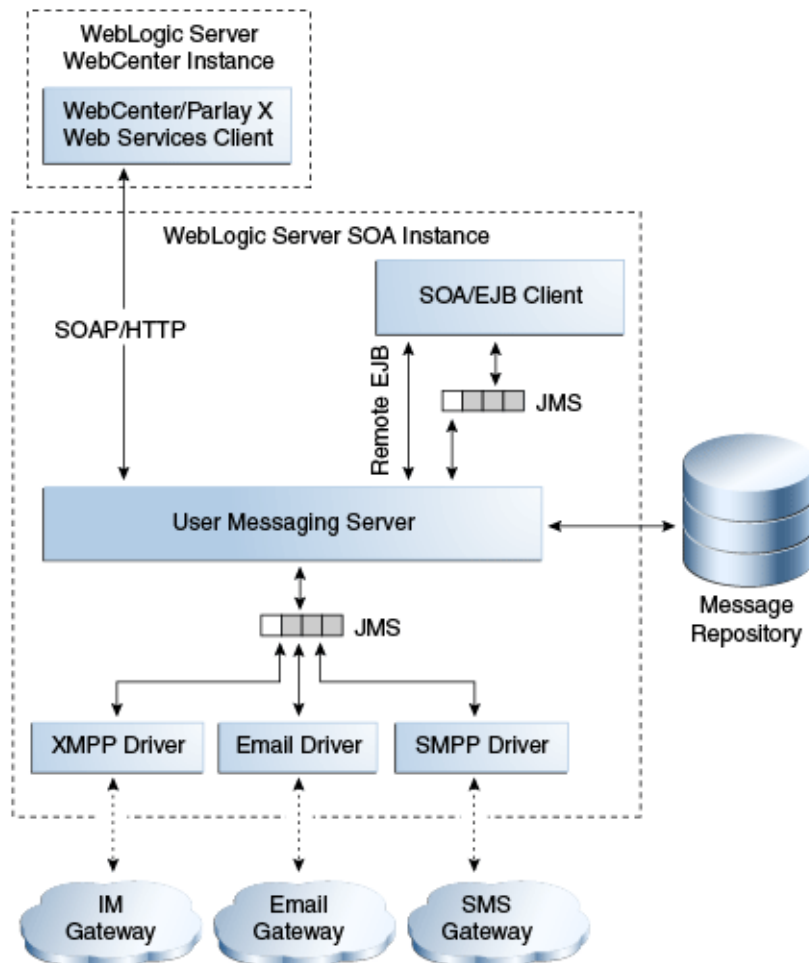 WebLogic Server
WebCenter Instance
WebCenter/Parlay X
Web Services Client
WebLogic Server SOA Instance
SOA/EJB Client
SOAP/HTTP
Remote EJB
JMS
User Messaging Server
Message
Repository
JMS
XMPP Driver
Email Driver
SMPP Driver
IM
Gateway
Email
Gateway
SMS
Gateway